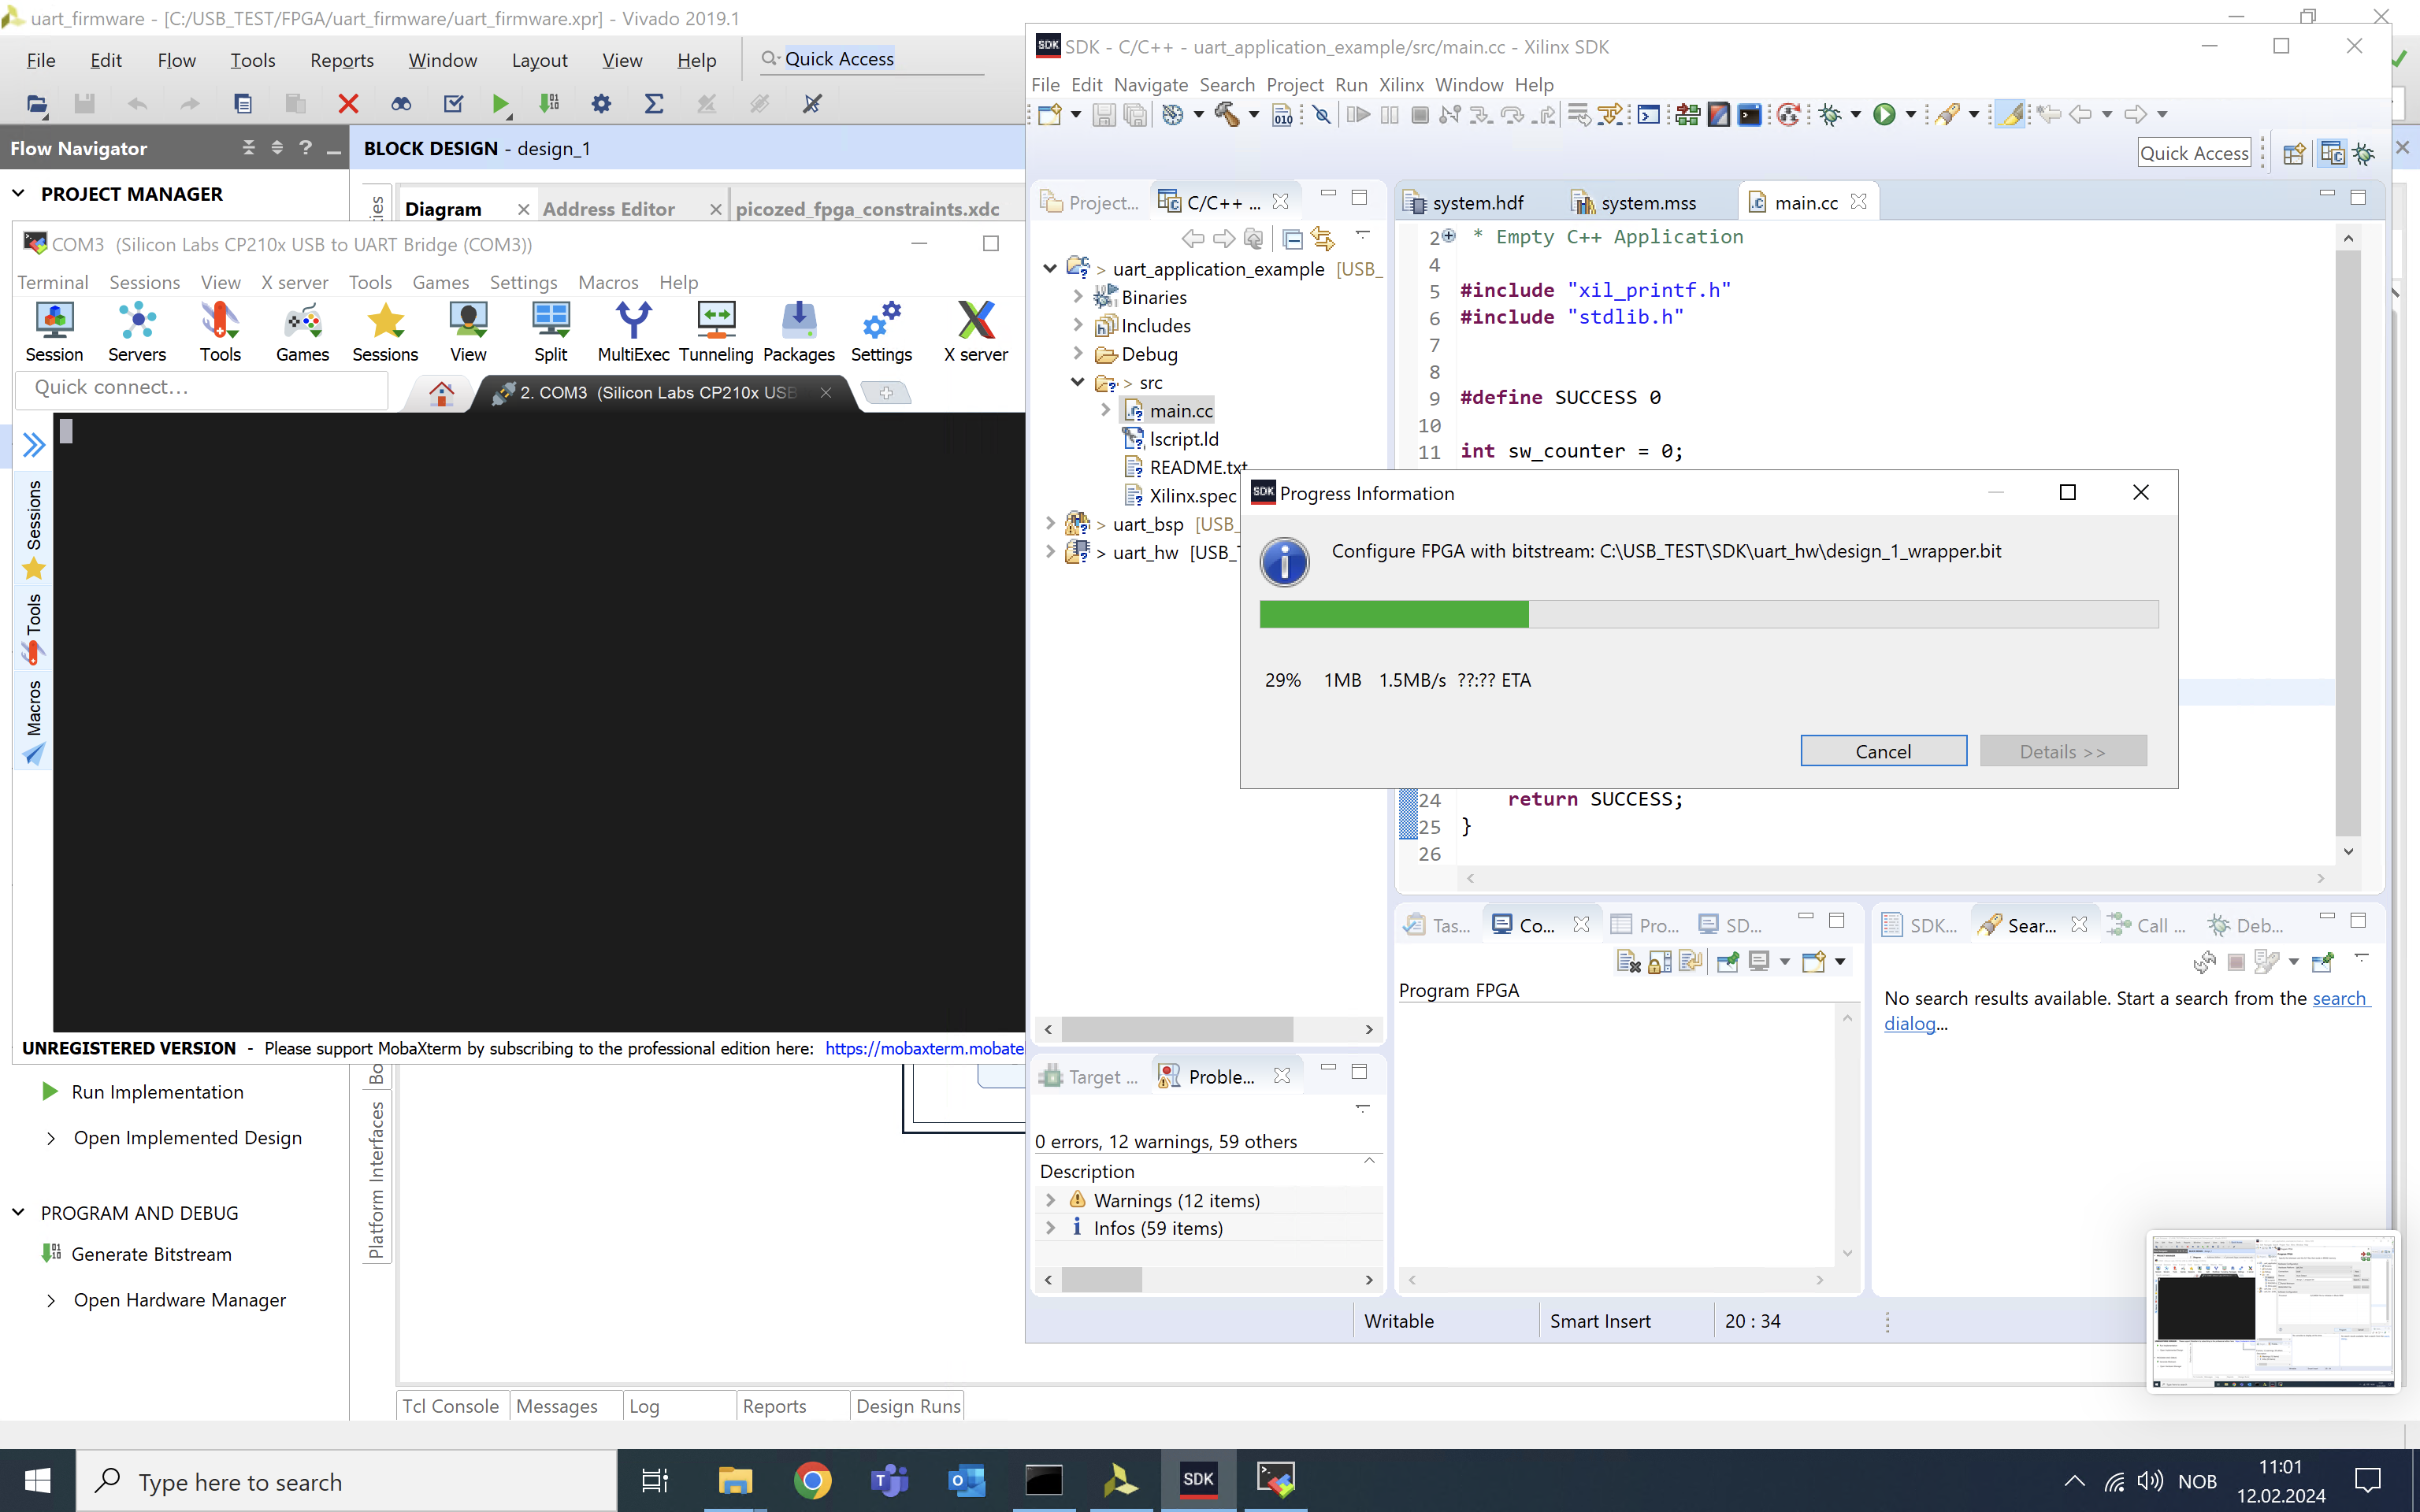 uart_firmware - [C:/USB_TEST/FPGA/uart_firmware/uart_firmware.xpr] - Vivado 2019.1
File Edit Flow Tools Reports Window Layout View Help Quick Access
Flow Navigator
BLOCK DESIGN - design_1
PROJECT MANAGER
Diagram Address Editor picozed_fpga_constraints.xdc
COM3 (Silicon Labs CP210x USB to UART Bridge (COM3))
Terminal Sessions View X server Tools Games Settings Macros Help
Session Servers Tools Games Sessions View Split MultiExec Tunneling Packages Settings X server
Quick connect...
2. COM3 (Silicon Labs CP210x USB
Sessions
Tools
Macros
UNREGISTERED VERSION - Please support MobaXterm by subscribing to the professional edition here: https://mobaxterm.mobate
Run Implementation
Open Implemented Design
PROGRAM AND DEBUG
Generate Bitstream
Open Hardware Manager
Platform Interfaces
Tcl Console Messages Log Reports Design Runs
SDK - C/C++ - uart_application_example/src/main.cc - Xilinx SDK
File Edit Navigate Search Project Run Xilinx Window Help
Quick Access
Project... C/C++ ...
uart_application_example [USB_
Binaries
Includes
Debug
> src
main.cc
lscript.ld
README.txt
Xilinx.spec
> uart_bsp [USB_
> uart_hw [USB_T
system.hdf system.mss main.cc
2 * Empty C++ Application
4
5 #include "xil_printf.h"
6 #include "stdlib.h"
7
8
9 #define SUCCESS 0
10
11 int sw_counter = 0;
SDK Progress Information
Configure FPGA with bitstream: C:\USB_TEST\SDK\uart_hw\design_1_wrapper.bit
29% 1MB 1.5MB/s ??:?? ETA
Cancel Details >>
24 return SUCCESS;
25 }
26
Target ... Proble...
0 errors, 12 warnings, 59 others
Description
Warnings (12 items)
Infos (59 items)
Tas... Co... Pro... SD...
Program FPGA
SDK... Sear... Call ... Deb...
No search results available. Start a search from the search
dialog...
Writable Smart Insert 20 : 34
Type here to search
SDK
NOB
11:01
12.02.2024